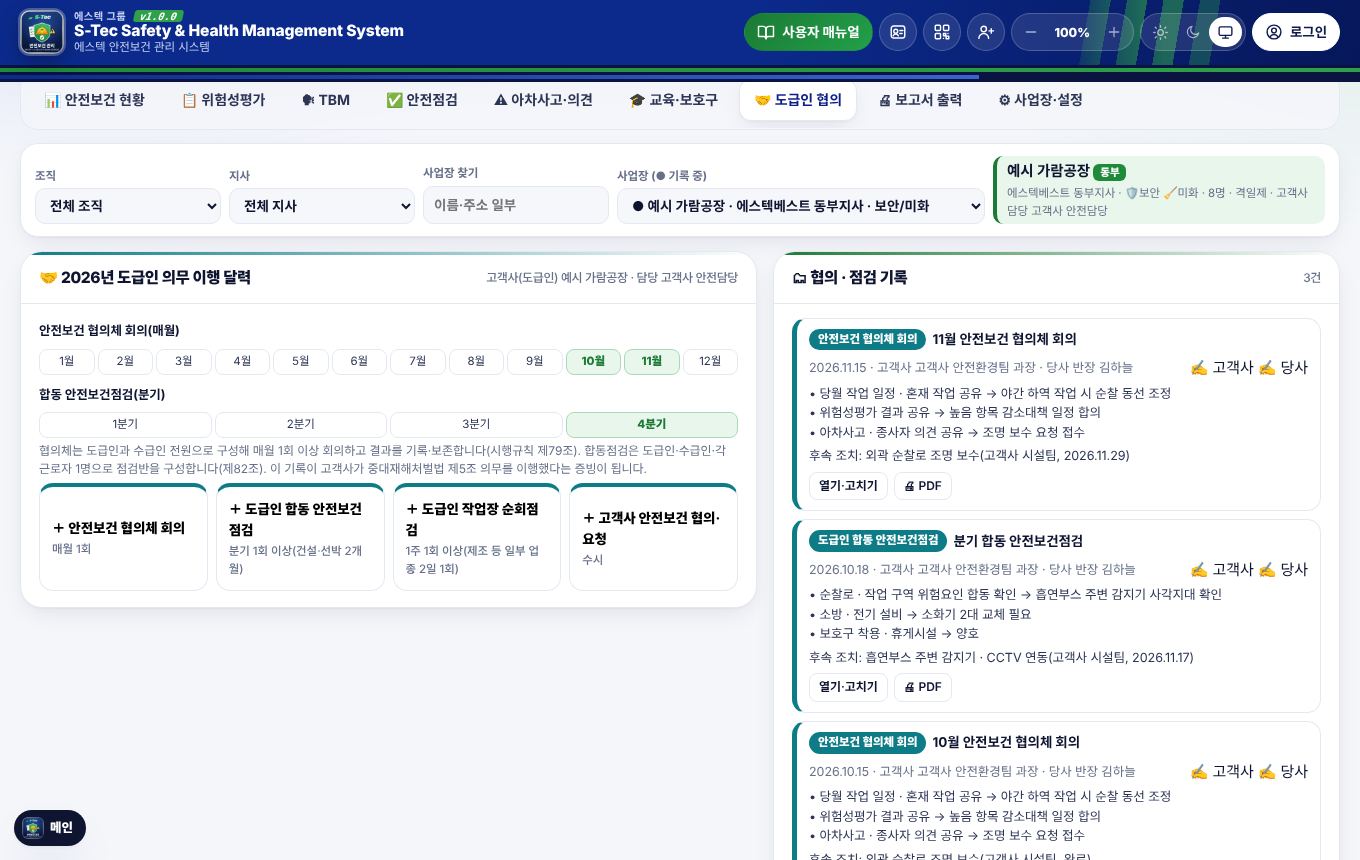 에스텍 그룹 v1.0.0
S-Tec Safety & Health Management System
에스텍 안전보건 관리 시스템
사용자 매뉴얼
− 100% +
로그인
안전보건 현황
위험성평가
TBM
안전점검
아차사고·의견
교육·보호구
도급인 협의
보고서 출력
사업장·설정
조직
전체 조직
지사
전체 지사
사업장 찾기
이름·주소 일부
사업장 (● 기록 중)
● 예시 가람공장 · 에스텍베스트 동부지사 · 보안/미화
예시 가람공장 동부
에스텍베스트 동부지사 · 🛡️보안 🧹미화 · 8명 · 격일제 · 고객사
담당 고객사 안전담당
🤝 2026년 도급인 의무 이행 달력
고객사(도급인) 예시 가람공장 · 담당 고객사 안전담당
안전보건 협의체 회의(매월)
1월 2월 3월 4월 5월 6월 7월 8월 9월 10월 11월 12월
합동 안전보건점검(분기)
1분기 2분기 3분기 4분기
협의체는 도급인과 수급인 전원으로 구성해 매월 1회 이상 회의하고 결과를 기록·보존합니다(시행규칙 제79조). 합동점검은 도급인·수급인·각
근로자 1명으로 점검반을 구성합니다(제82조). 이 기록이 고객사가 중대재해처벌법 제5조 의무를 이행했다는 증빙이 됩니다.
＋ 안전보건 협의체 회의
매월 1회
＋ 도급인 합동 안전보건
점검
분기 1회 이상(건설·선박 2개
월)
＋ 도급인 작업장 순회점
검
1주 1회 이상(제조 등 일부 업
종 2일 1회)
＋ 고객사 안전보건 협의·
요청
수시
🗂 협의 · 점검 기록
3건
안전보건 협의체 회의 11월 안전보건 협의체 회의
2026.11.15 · 고객사 고객사 안전환경팀 과장 · 당사 반장 김하늘 ✍ 고객사 ✍ 당사
• 당월 작업 일정 · 혼재 작업 공유 → 야간 하역 작업 시 순찰 동선 조정
• 위험성평가 결과 공유 → 높음 항목 감소대책 일정 합의
• 아차사고 · 종사자 의견 공유 → 조명 보수 요청 접수
후속 조치: 외곽 순찰로 조명 보수(고객사 시설팀, 2026.11.29)
열기·고치기 🖨 PDF
도급인 합동 안전보건점검 분기 합동 안전보건점검
2026.10.18 · 고객사 고객사 안전환경팀 과장 · 당사 반장 김하늘 ✍ 고객사 ✍ 당사
• 순찰로 · 작업 구역 위험요인 합동 확인 → 흡연부스 주변 감지기 사각지대 확인
• 소방 · 전기 설비 → 소화기 2대 교체 필요
• 보호구 착용 · 휴게시설 → 양호
후속 조치: 흡연부스 주변 감지기 · CCTV 연동(고객사 시설팀, 2026.11.17)
열기·고치기 🖨 PDF
안전보건 협의체 회의 10월 안전보건 협의체 회의
2026.10.15 · 고객사 고객사 안전환경팀 과장 · 당사 반장 김하늘 ✍ 고객사 ✍ 당사
• 당월 작업 일정 · 혼재 작업 공유 → 야간 하역 작업 시 순찰 동선 조정
• 위험성평가 결과 공유 → 높음 항목 감소대책 일정 합의
• 아차사고 · 종사자 의견 공유 → 조명 보수 요청 접수
후속 조치: 외곽 순찰로 조명 보수(고객사 시설팀, 완료)
메인